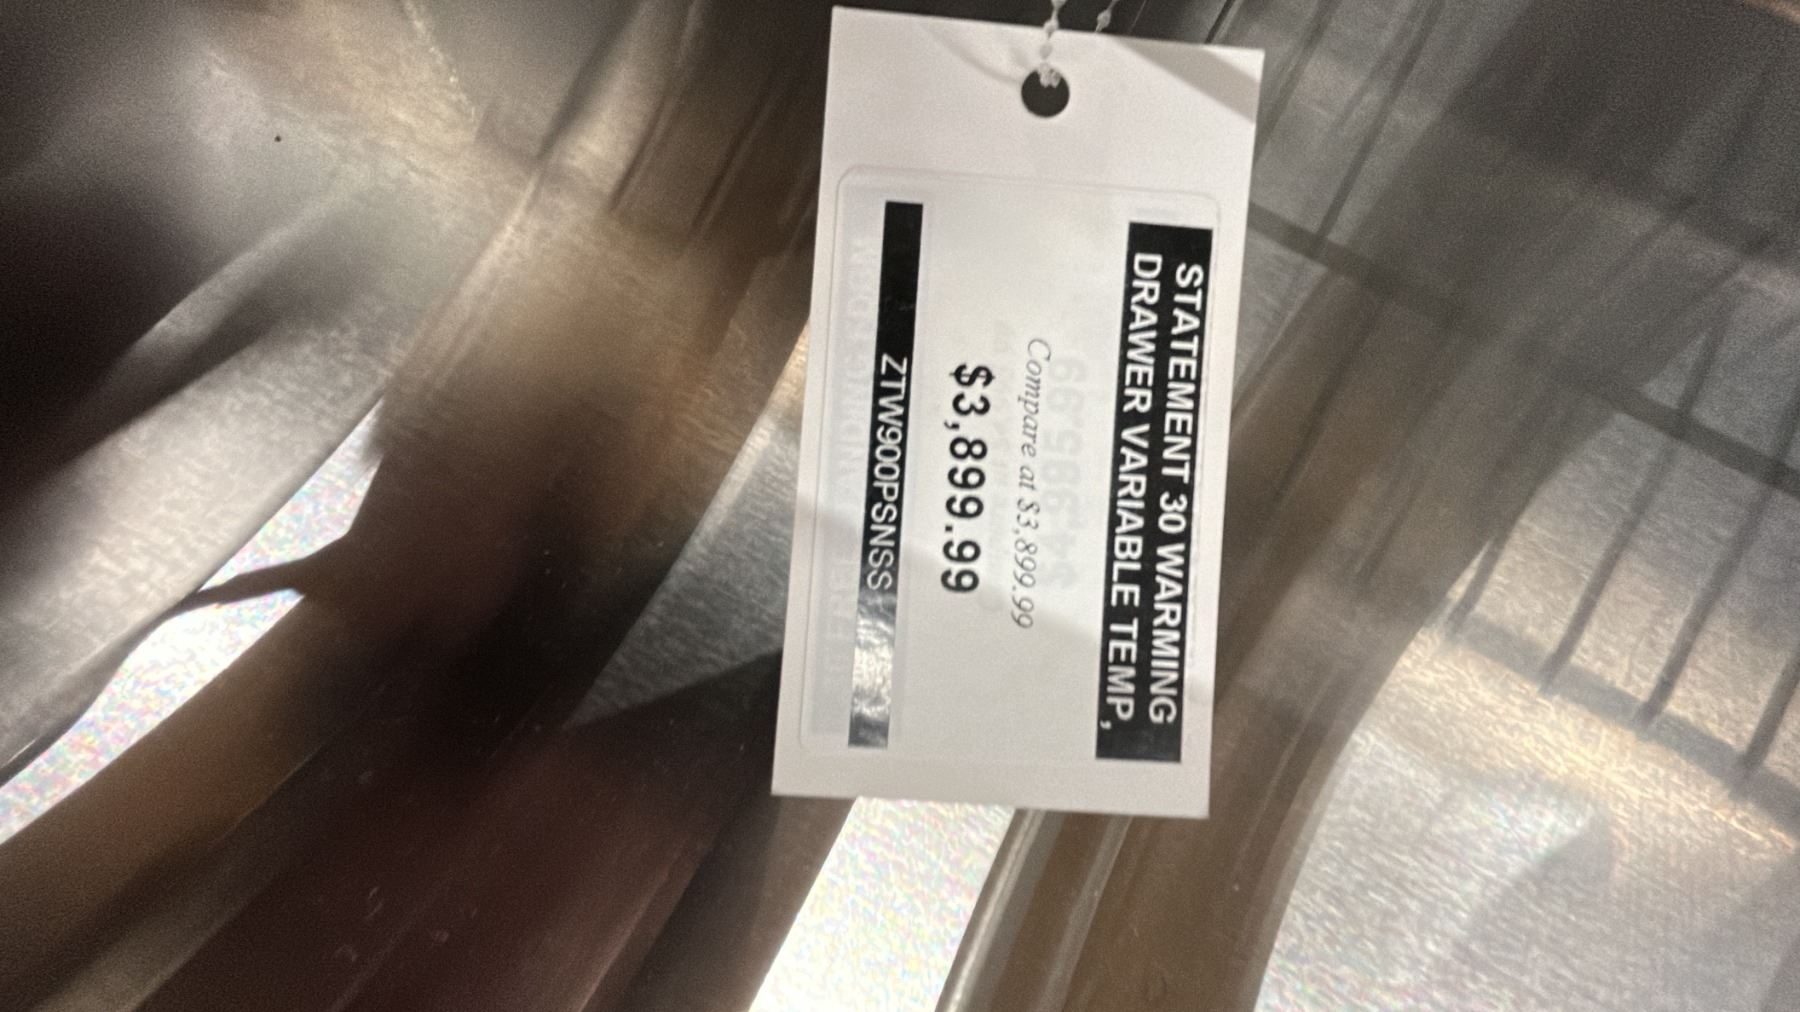 STATEMENT 30 WARMING
DRAWER VARIABLE TEMP,
Compare at $3,899.99
$3,899.99
ZTW900PSNSS